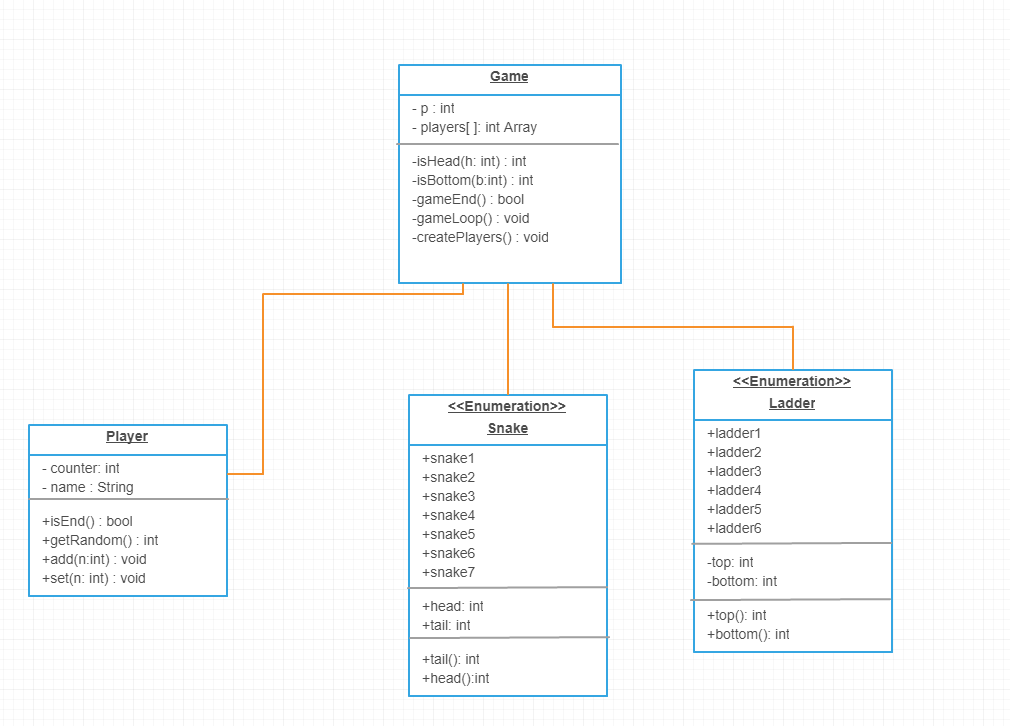 Game
- p : int
- players[ ]: int Array
-isHead(h: int) : int
-isBottom(b:int) : int
-gameEnd() : bool
-gameLoop() : void
-createPlayers() : void
Player
- counter: int
- name : String
+isEnd() : bool
+getRandom() : int
+add(n:int) : void
+set(n: int) : void
<<Enumeration>>
Snake
+snake1
+snake2
+snake3
+snake4
+snake5
+snake6
+snake7
+head: int
+tail: int
+tail(): int
+head():int
<<Enumeration>>
Ladder
+ladder1
+ladder2
+ladder3
+ladder4
+ladder5
+ladder6
-top: int
-bottom: int
+top(): int
+bottom(): int